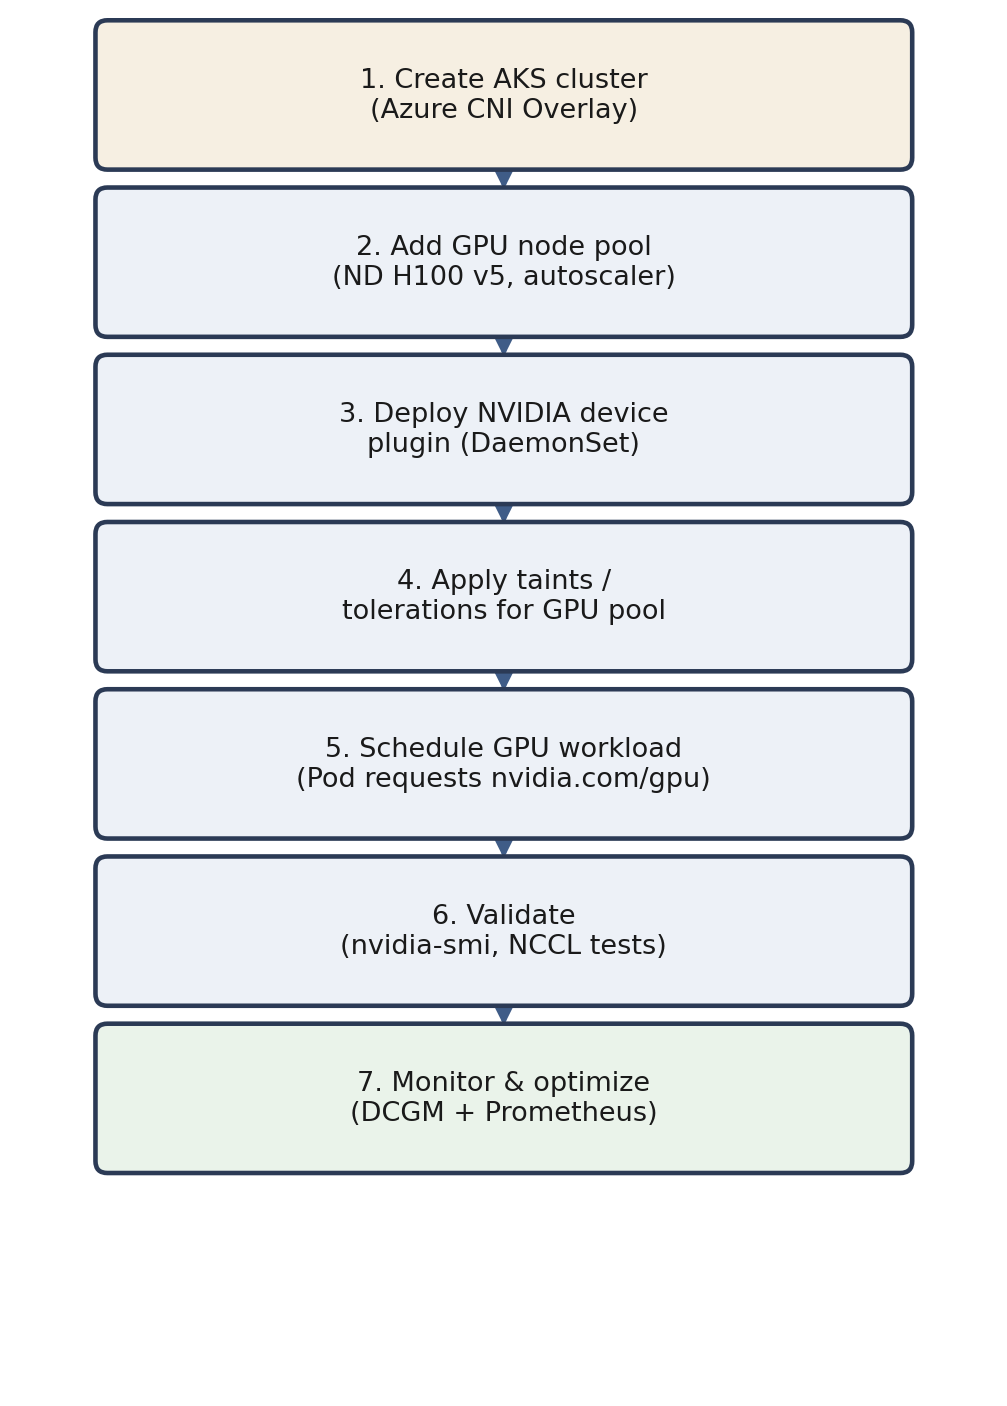 1. Create AKS cluster
(Azure CNI Overlay)
2. Add GPU node pool
(ND H100 v5, autoscaler)
3. Deploy NVIDIA device
plugin (DaemonSet)
4. Apply taints /
tolerations for GPU pool
5. Schedule GPU workload
(Pod requests nvidia.com/gpu)
6. Validate
(nvidia-smi, NCCL tests)
7. Monitor & optimize
(DCGM + Prometheus)